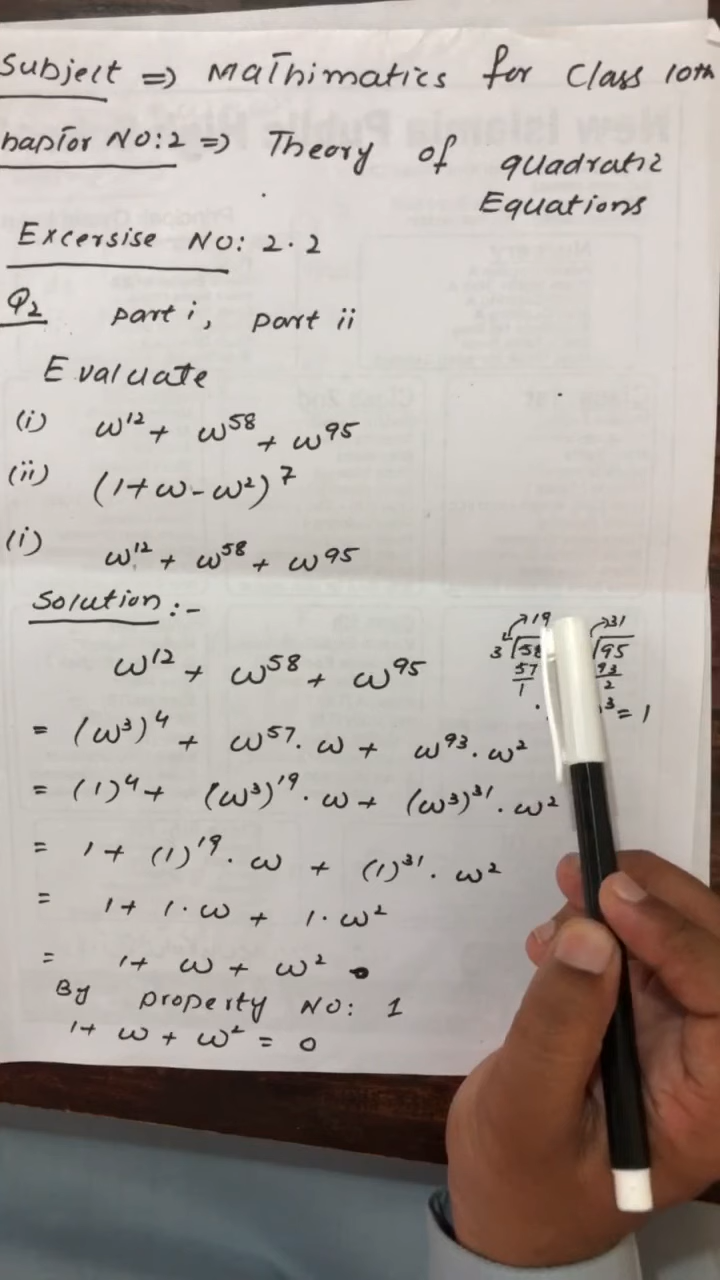 Subject => Mathimatics for Class 10th
haptor NO:2 => Theory of quadratic
Equations
Excersise NO: 2.2
Q2 part i, part ii
Evaluate
(i) ω¹² + ω⁵⁸ + ω⁹⁵
(ii) (1+ω-ω²)⁷
(i) ω¹² + ω⁵⁸ + ω⁹⁵
Solution:-
ω¹² + ω⁵⁸ + ω⁹⁵
= (ω³)⁴ + ω⁵⁷.ω + ω⁹³.ω²
= (1)⁴ + (ω³)¹⁹.ω + (ω³)³¹.ω²
= 1 + (1)¹⁹.ω + (1)³¹.ω²
= 1 + 1.ω + 1.ω²
= 1 + ω + ω²
By property NO: 1
1 + ω + ω² = 0
19
3 58
57
1
31
95
93
2
³ = 1